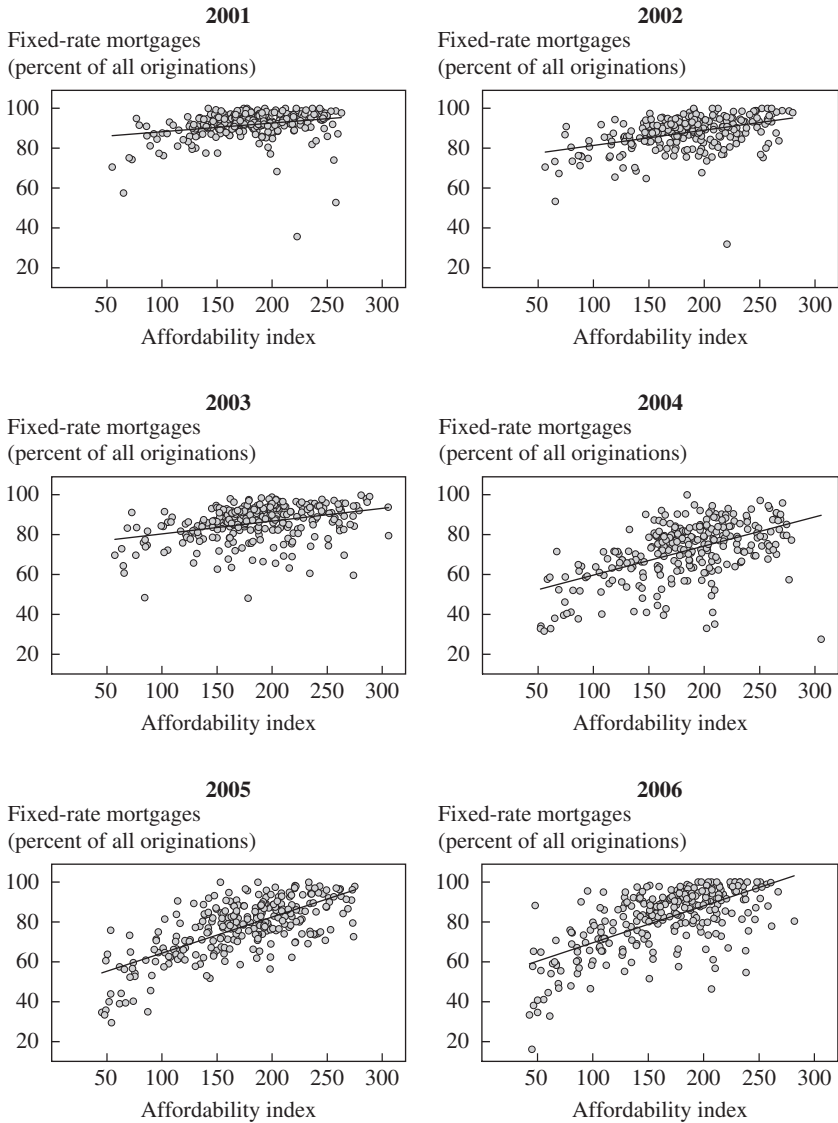 2001
Fixed-rate mortgages
(percent of all originations)
100
80
60
40
20
50 100 150 200 250 300
Affordability index
2002
Fixed-rate mortgages
(percent of all originations)
100
80
60
40
20
50 100 150 200 250 300
Affordability index
2003
Fixed-rate mortgages
(percent of all originations)
100
80
60
40
20
50 100 150 200 250 300
Affordability index
2004
Fixed-rate mortgages
(percent of all originations)
100
80
60
40
20
50 100 150 200 250 300
Affordability index
2005
Fixed-rate mortgages
(percent of all originations)
100
80
60
40
20
50 100 150 200 250 300
Affordability index
2006
Fixed-rate mortgages
(percent of all originations)
100
80
60
40
20
50 100 150 200 250 300
Affordability index